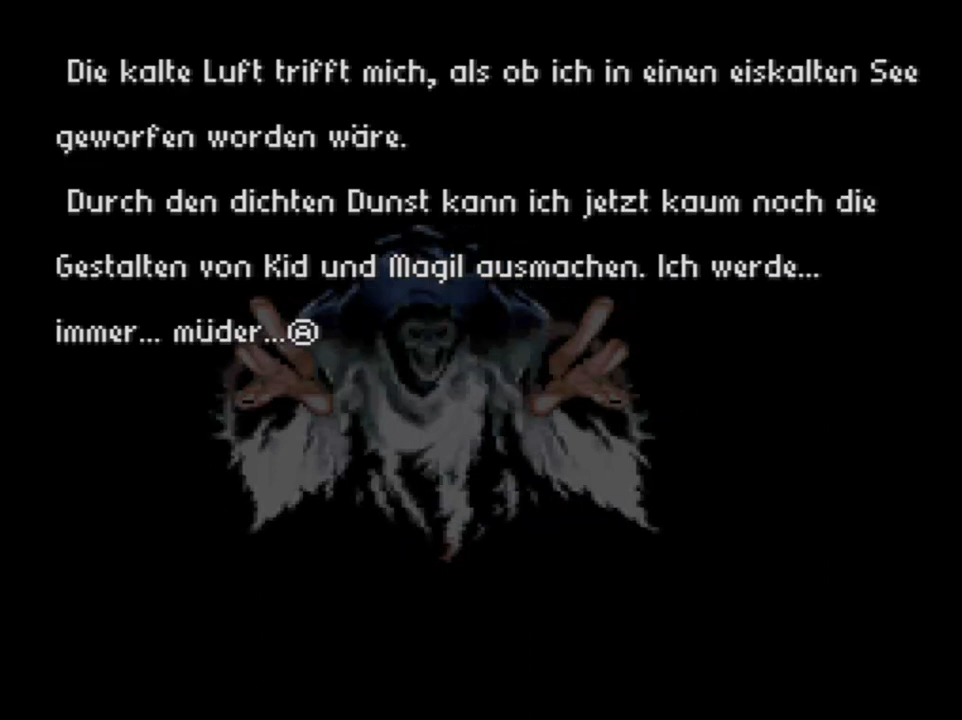 Die kalte Luft trifft mich, als ob ich in einen eiskalten See
geworfen worden wäre.
Durch den dichten Dunst kann ich jetzt kaum noch die
Gestalten von Kid und Magil ausmachen. Ich werde...
immer... müder...Ⓐ